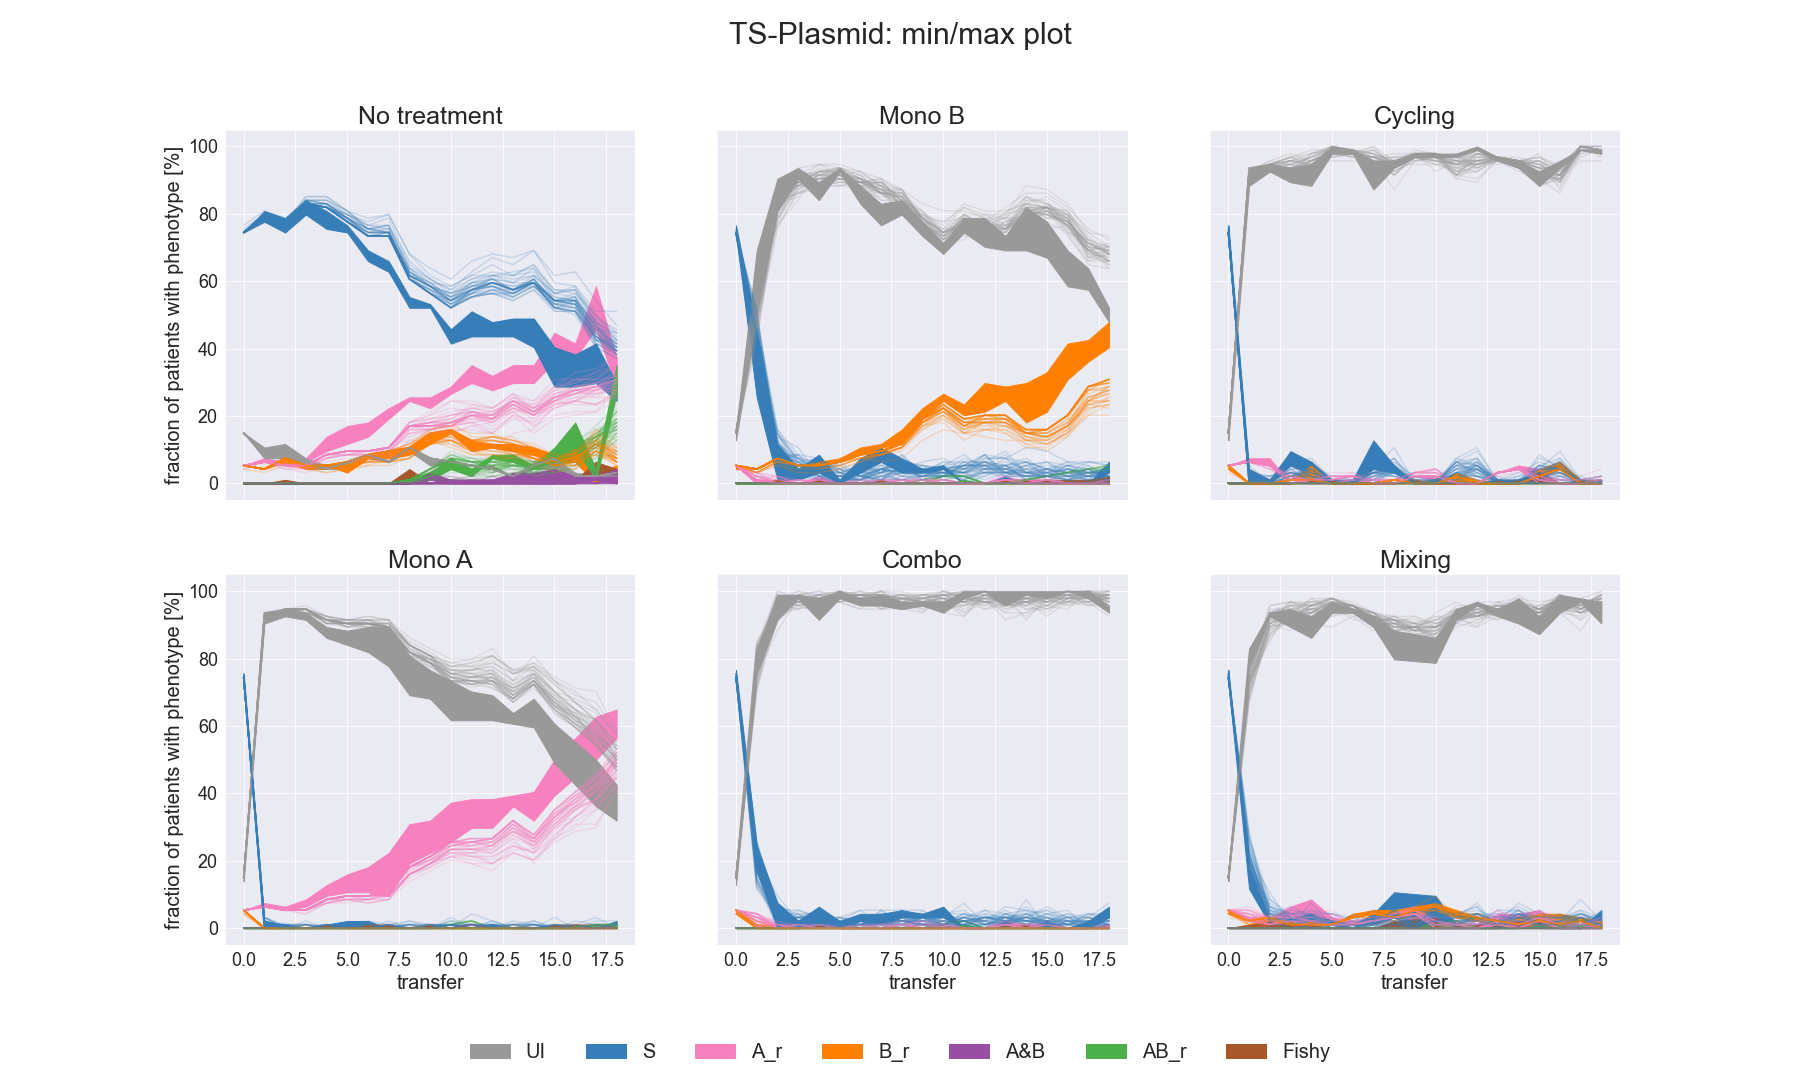 TS-Plasmid: min/max plot
No treatment
Mono B
Cycling
fraction of patients with phenotype [%]
100
80
60
40
20
0
Mono A
Combo
Mixing
fraction of patients with phenotype [%]
100
80
60
40
20
0
0.0 2.5 5.0 7.5 10.0 12.5 15.0 17.5
0.0 2.5 5.0 7.5 10.0 12.5 15.0 17.5
0.0 2.5 5.0 7.5 10.0 12.5 15.0 17.5
transfer
transfer
transfer
UI S A_r B_r A&B AB_r Fishy